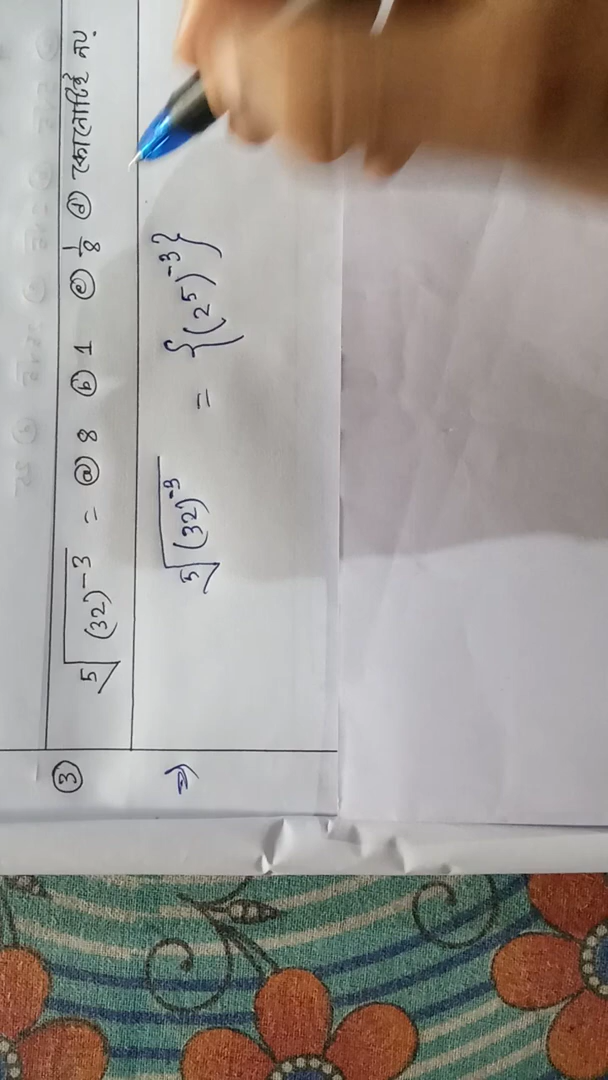 ③ ⁵√(32)⁻³ = ⓐ 8 ⓑ 1 ⓒ 1/8 ⓓ কোনোটিই নয়
⇒) ⁵√(32)⁻³ = {(2⁵)⁻³}